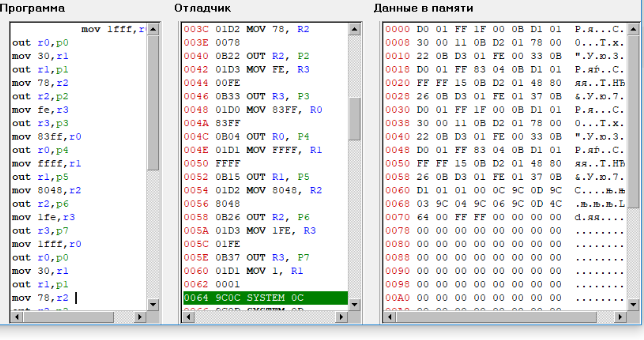 Программа
mov 1fff,r
out r0,p0
mov 30,r1
out r1,p1
mov 78,r2
out r2,p2
mov fe,r3
out r3,p3
mov 83ff,r0
out r0,p4
mov ffff,r1
out r1,p5
mov 8048,r2
out r2,p6
mov 1fe,r3
out r3,p7
mov 1fff,r0
out r0,p0
mov 30,r1
out r1,p1
mov 78,r2
Отладчик
003C 01D2 MOV 78, R2
003E 0078
0040 0B22 OUT R2, P2
0042 01D3 MOV FE, R3
0044 00FE
0046 0B33 OUT R3, P3
0048 01D0 MOV 83FF, R0
004A 83FF
004C 0B04 OUT R0, P4
004E 01D1 MOV FFFF, R1
0050 FFFF
0052 0B15 OUT R1, P5
0054 01D2 MOV 8048, R2
0056 8048
0058 0B26 OUT R2, P6
005A 01D3 MOV 1FE, R3
005C 01FE
005E 0B37 OUT R3, P7
0060 01D1 MOV 1, R1
0062 0001
0064 9C0C SYSTEM 0C
Данные в памяти
0000 D0 01 FF 1F 00 0B D1 01 Р.я...С.
0008 30 00 11 0B D2 01 78 00 0...Т.x.
0010 22 0B D3 01 FE 00 33 0B ".У.ю.3.
0018 D0 01 FF 83 04 0B D1 01 Р.яѓ..С.
0020 FF FF 15 0B D2 01 48 80 яя..Т.HЂ
0028 26 0B D3 01 FE 01 37 0B &.У.ю.7.
0030 D0 01 FF 1F 00 0B D1 01 Р.я...С.
0038 30 00 11 0B D2 01 78 00 0...Т.x.
0040 22 0B D3 01 FE 00 33 0B ".У.ю.3.
0048 D0 01 FF 83 04 0B D1 01 Р.яѓ..С.
0050 FF FF 15 0B D2 01 48 80 яя..Т.HЂ
0058 26 0B D3 01 FE 01 37 0B &.У.ю.7.
0060 D1 01 01 00 0C 9C 0D 9C С....њ.њ
0068 03 9C 04 9C 06 9C 0D 4C .њ.њ.њ.L
0070 64 00 FF FF 00 00 00 00 d.яя....
0078 00 00 00 00 00 00 00 00 ........
0080 00 00 00 00 00 00 00 00 ........
0088 00 00 00 00 00 00 00 00 ........
0090 00 00 00 00 00 00 00 00 ........
0098 00 00 00 00 00 00 00 00 ........
00A0 00 00 00 00 00 00 00 00 ........